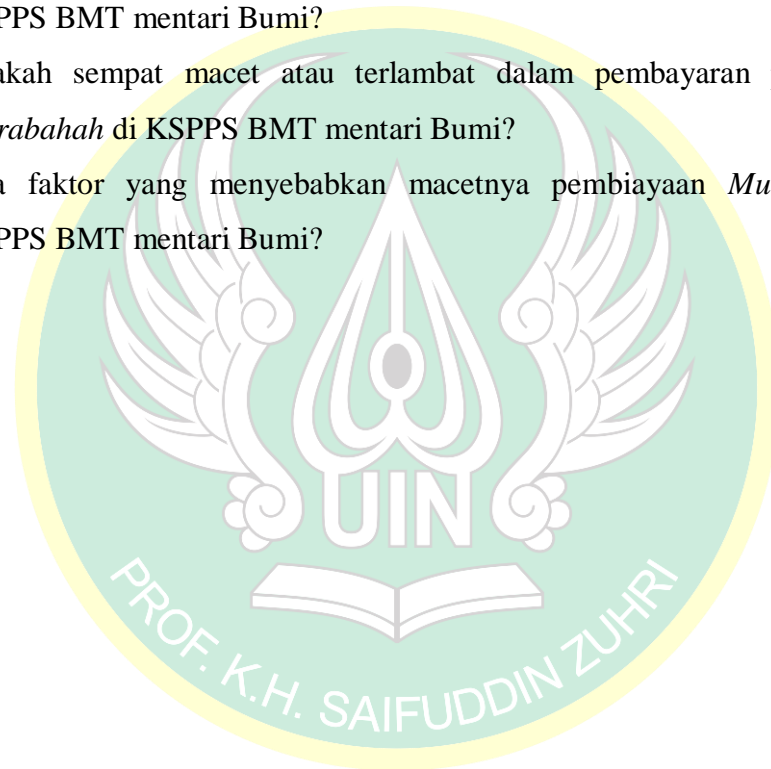 PPS BMT mentari Bumi?
akah sempat macet atau terlambat dalam pembayaran
rabahah di KSPPS BMT mentari Bumi?
faktor yang menyebabkan macetnya pembiayaan Mu
PPS BMT mentari Bumi?
UIN
PROF. K.H. SAIFUDDIN ZUHRI